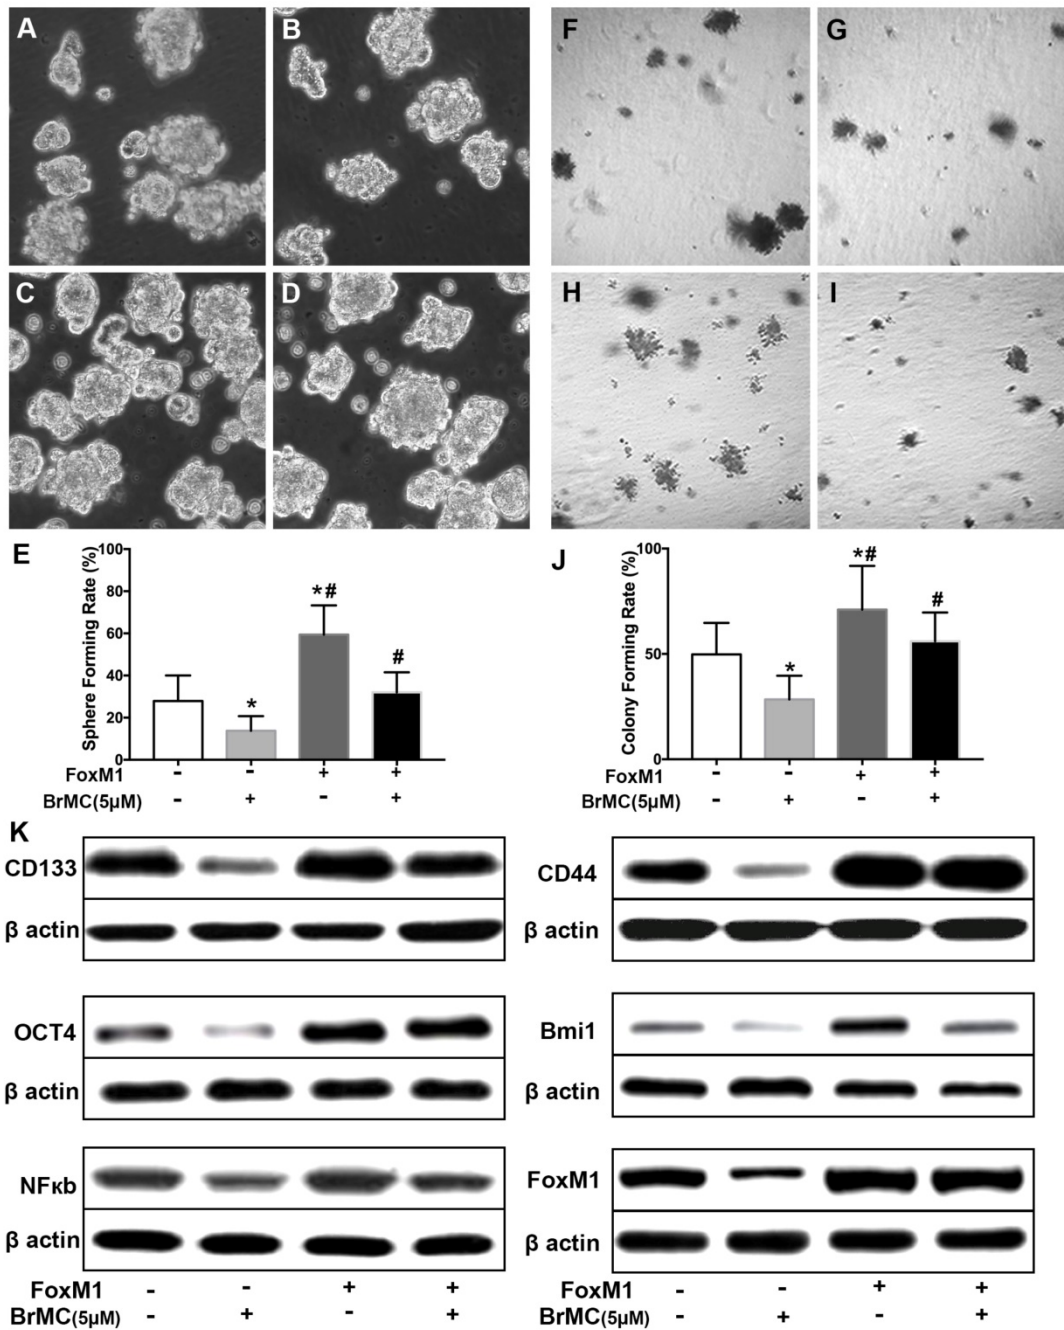 A
B
F
G
C
D
H
I
E
Sphere Forming Rate (%)
100
80
60
40
20
0
*
*#
#
FoxM1 - - + +
BrMC(5μM) - + - +
J
Colony Forming Rate (%)
100
50
0
*
*#
#
FoxM1 - - + +
BrMC(5μM) - + - +
K
CD133
β actin
CD44
β actin
OCT4
β actin
Bmi1
β actin
NFκb
β actin
FoxM1
β actin
FoxM1 - - + +
BrMC(5μM) - + - +
FoxM1 - - + +
BrMC(5μM) - + - +